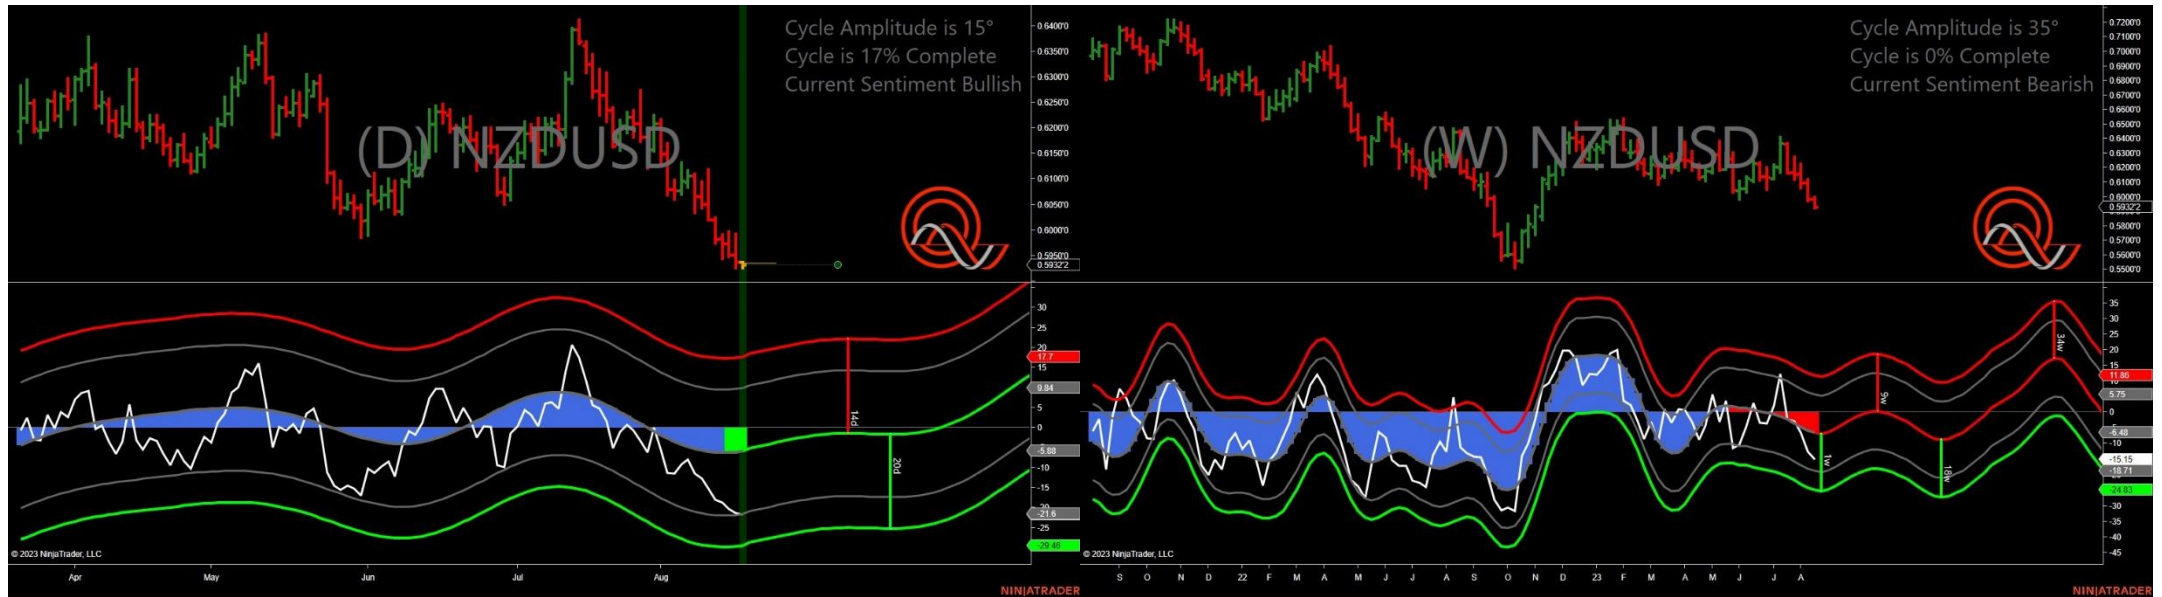 Cycle Amplitude is 15°
Cycle is 17% Complete
Current Sentiment Bullish
(D) NZDUSD
0.6400'0
0.6350'0
0.6300'0
0.6250'0
0.6200'0
0.6150'0
0.6100'0
0.6050'0
0.6000'0
0.5950'0
0.5932'2
30
25
20
17.7
15
9.84
5
0
-5.88
-10
-15
-20
-21.6
-25
-29.46
14d
20d
© 2023 NinjaTrader, LLC
Apr
May
Jun
Jul
Aug
NINJATRADER
Cycle Amplitude is 35°
Cycle is 0% Complete
Current Sentiment Bearish
(W) NZDUSD
0.7200'0
0.7100'0
0.7000'0
0.6900'0
0.6800'0
0.6700'0
0.6600'0
0.6500'0
0.6400'0
0.6300'0
0.6200'0
0.6100'0
0.6000'0
0.5932'2
0.5800'0
0.5700'0
0.5600'0
0.5500'0
35
30
25
20
15
11.86
5.75
0
-6.48
-10
-15.15
-18.71
-24.83
-30
-35
-40
-45
1w
9w
18w
34w
© 2023 NinjaTrader, LLC
S
O
N
D
22
F
M
A
M
J
J
A
S
O
N
D
23
F
M
A
M
J
J
A
NINJATRADER